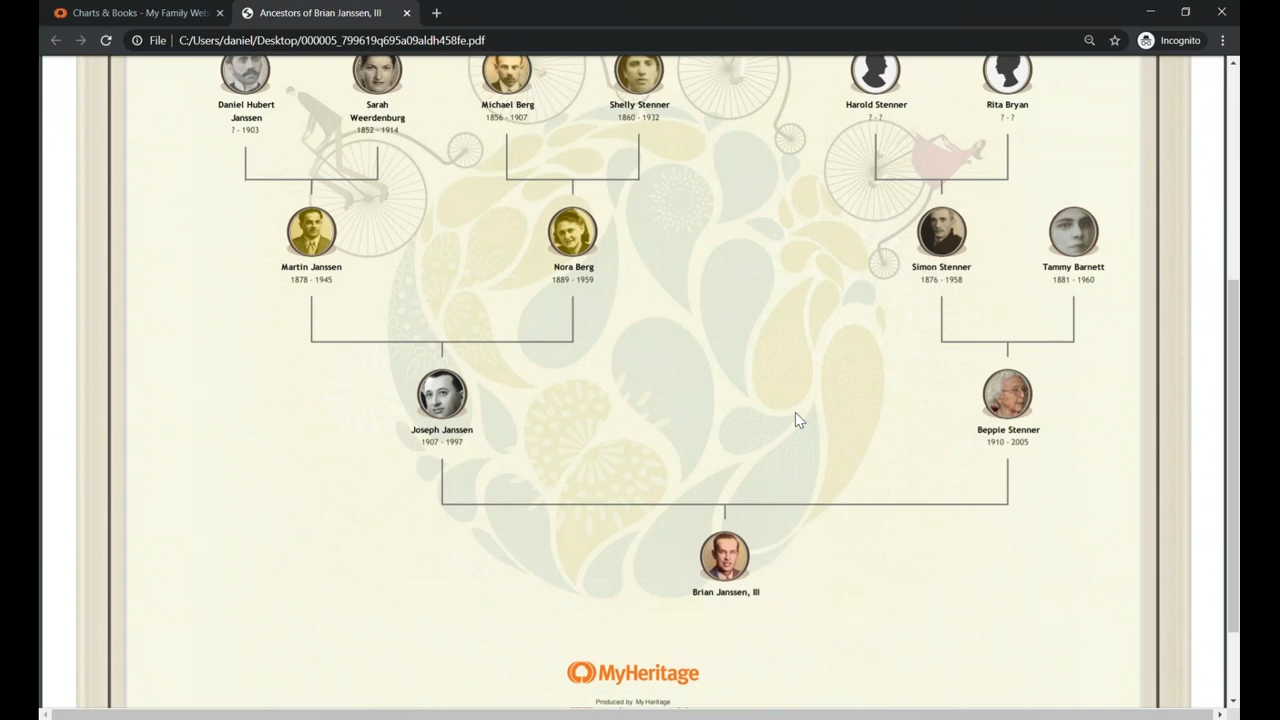 Charts & Books - My Family Web
Ancestors of Brian Janssen, III
File
C:/Users/daniel/Desktop/000005_799619q695a09aldh458fe.pdf
Incognito
Daniel Hubert
Janssen
? - 1903
Sarah
Weerdenburg
1852 - 1914
Michael Berg
1856 - 1907
Shelly Stenner
1860 - 1932
Harold Stenner
? - ?
Rita Bryan
? - ?
Martin Janssen
1878 - 1945
Nora Berg
1889 - 1959
Simon Stenner
1876 - 1958
Tammy Barnett
1881 - 1960
Joseph Janssen
1907 - 1997
Beppie Stenner
1910 - 2005
Brian Janssen, III
MyHeritage
Produced by MyHeritage